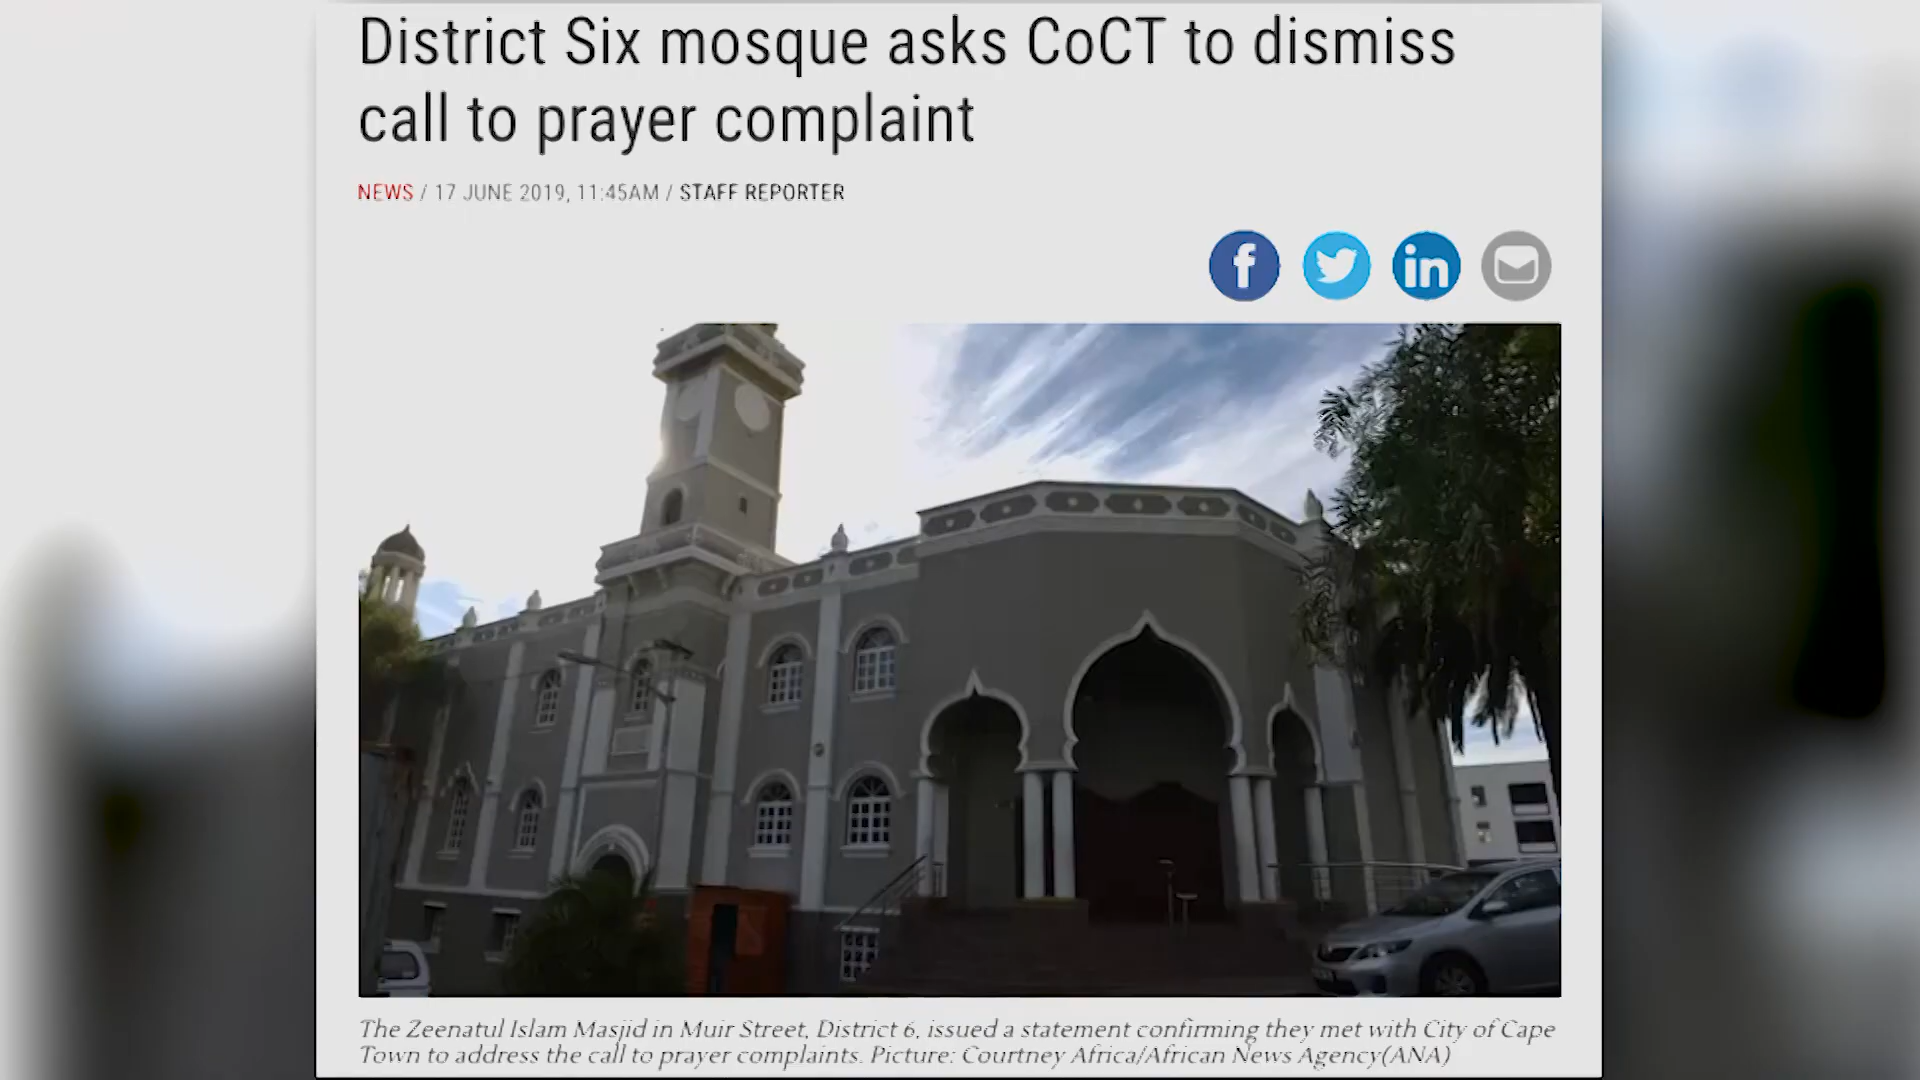 District Six mosque asks CoCT to dismiss
call to prayer complaint
NEWS / 17 JUNE 2019, 11:45AM / STAFF REPORTER
The Zeenatul Islam Masjid in Muir Street, District 6, issued a statement confirming they met with City of Cape
Town to address the call to prayer complaints. Picture: Courtney Africa/African News Agency(ANA)